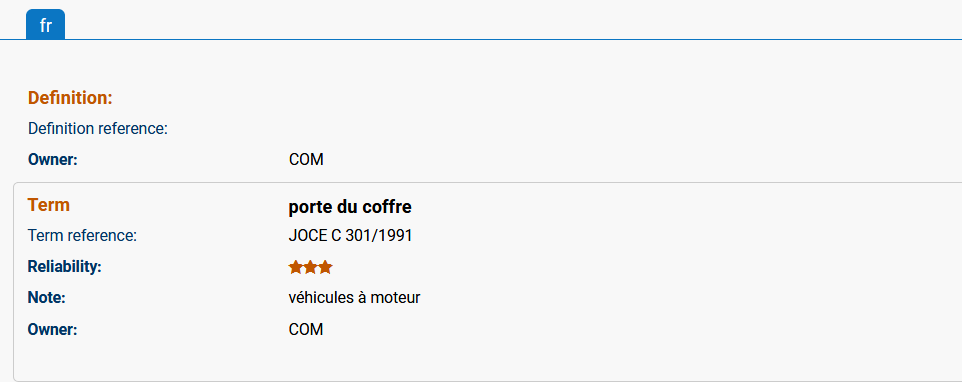 fr
Definition:
Definition reference:
Owner: COM
Term porte du coffre
Term reference: JOCE C 301/1991
Reliability: ★★★
Note: véhicules à moteur
Owner: COM